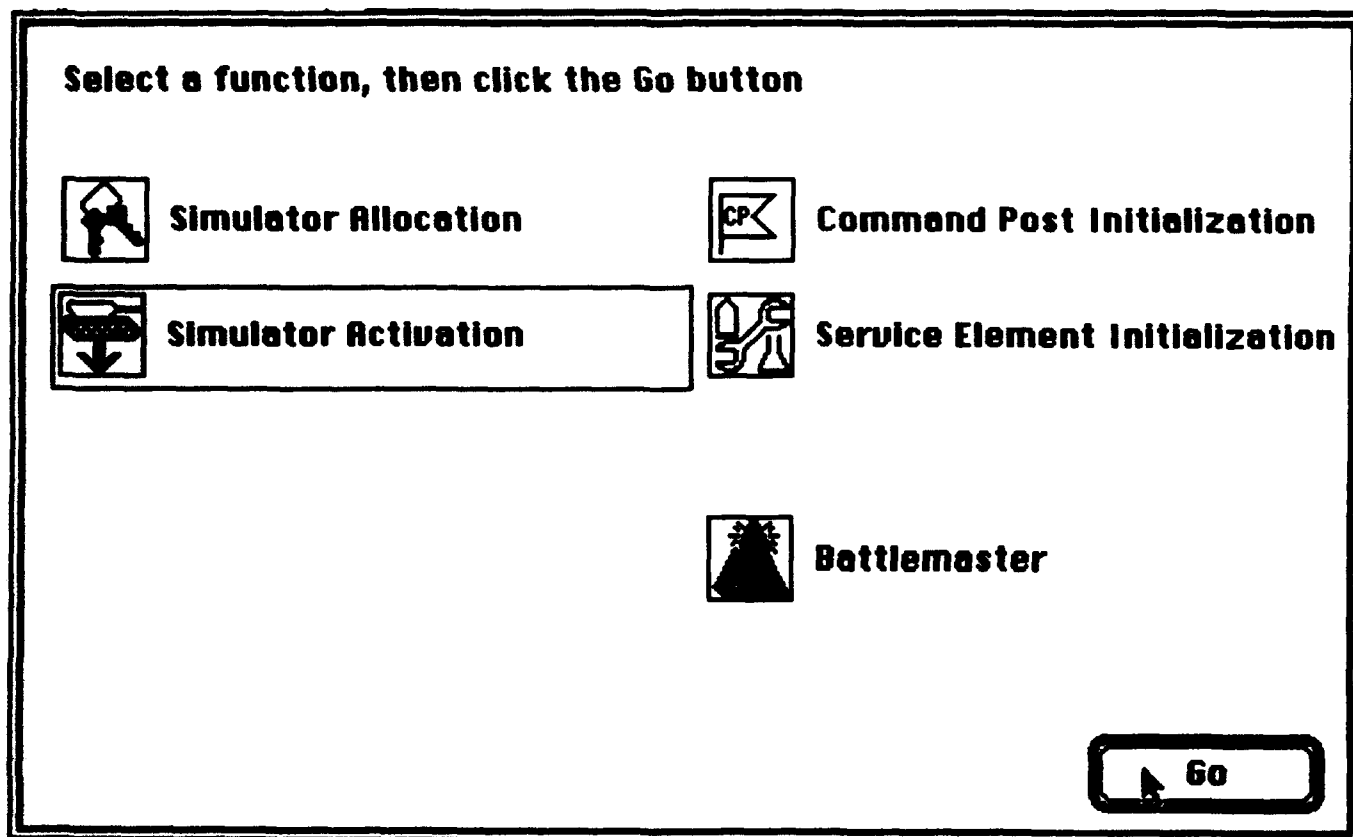 Select a function, then click the Go button
Simulator Allocation
CP
Command Post Initialization
Simulator Activation
Service Element Initialization
Battlemaster
Go